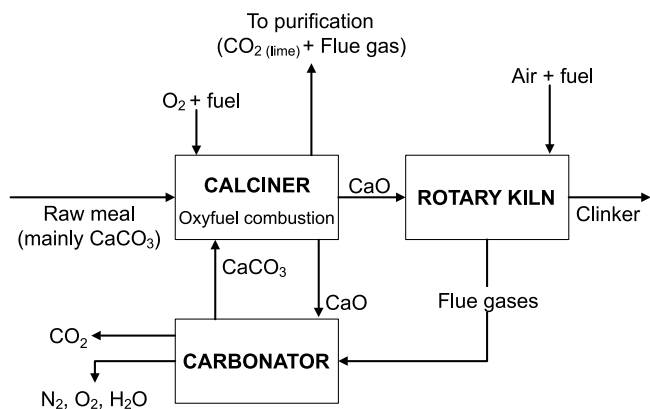 To purification
(CO₂ (lime) + Flue gas)
Air + fuel
O₂ + fuel
CALCINER
Oxyfuel combustion
CaO
ROTARY KILN
Raw meal
(mainly CaCO₃)
Clinker
CaCO₃
CaO
Flue gases
CO₂
CARBONATOR
N₂, O₂, H₂O